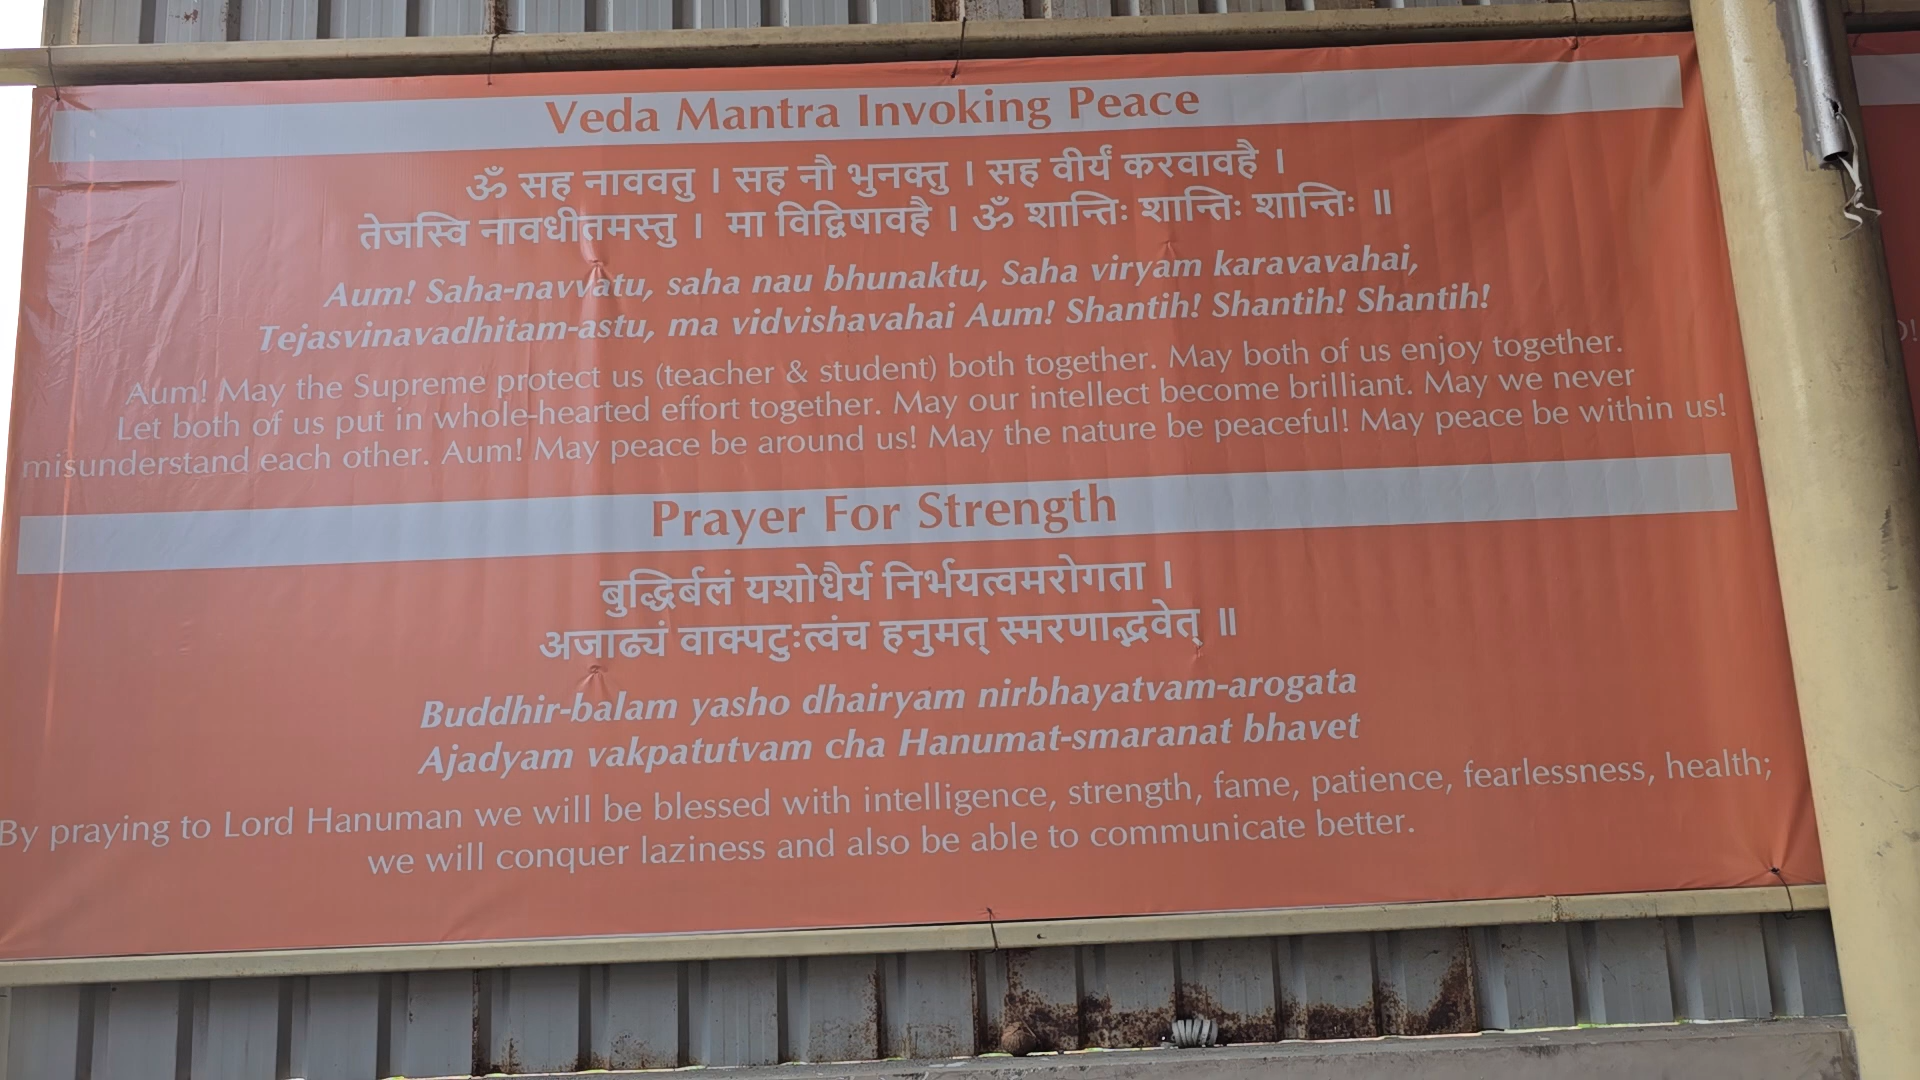 Veda Mantra Invoking Peace
ॐ सह नाववतु । सह नौ भुनक्तु । सह वीर्यं करवावहै ।
तेजस्वि नावधीतमस्तु । मा विद्विषावहै । ॐ शान्तिः शान्तिः शान्तिः ॥
Aum! Saha-navvatu, saha nau bhunaktu, Saha viryam karavavahai,
Tejasvinavadhitam-astu, ma vidvishavahai Aum! Shantih! Shantih! Shantih!
Aum! May the Supreme protect us (teacher & student) both together. May both of us enjoy together.
Let both of us put in whole-hearted effort together. May our intellect become brilliant. May we never
misunderstand each other. Aum! May peace be around us! May the nature be peaceful! May peace be within us!
Prayer For Strength
बुद्धिर्बलं यशोधैर्य निर्भयत्वमरोगता ।
अजाढ्यं वाक्पटुःत्वंच हनुमत् स्मरणाद्भवेत् ॥
Buddhir-balam yasho dhairyam nirbhayatvam-arogata
Ajadyam vakpatutvam cha Hanumat-smaranat bhavet
By praying to Lord Hanuman we will be blessed with intelligence, strength, fame, patience, fearlessness, health;
we will conquer laziness and also be able to communicate better.